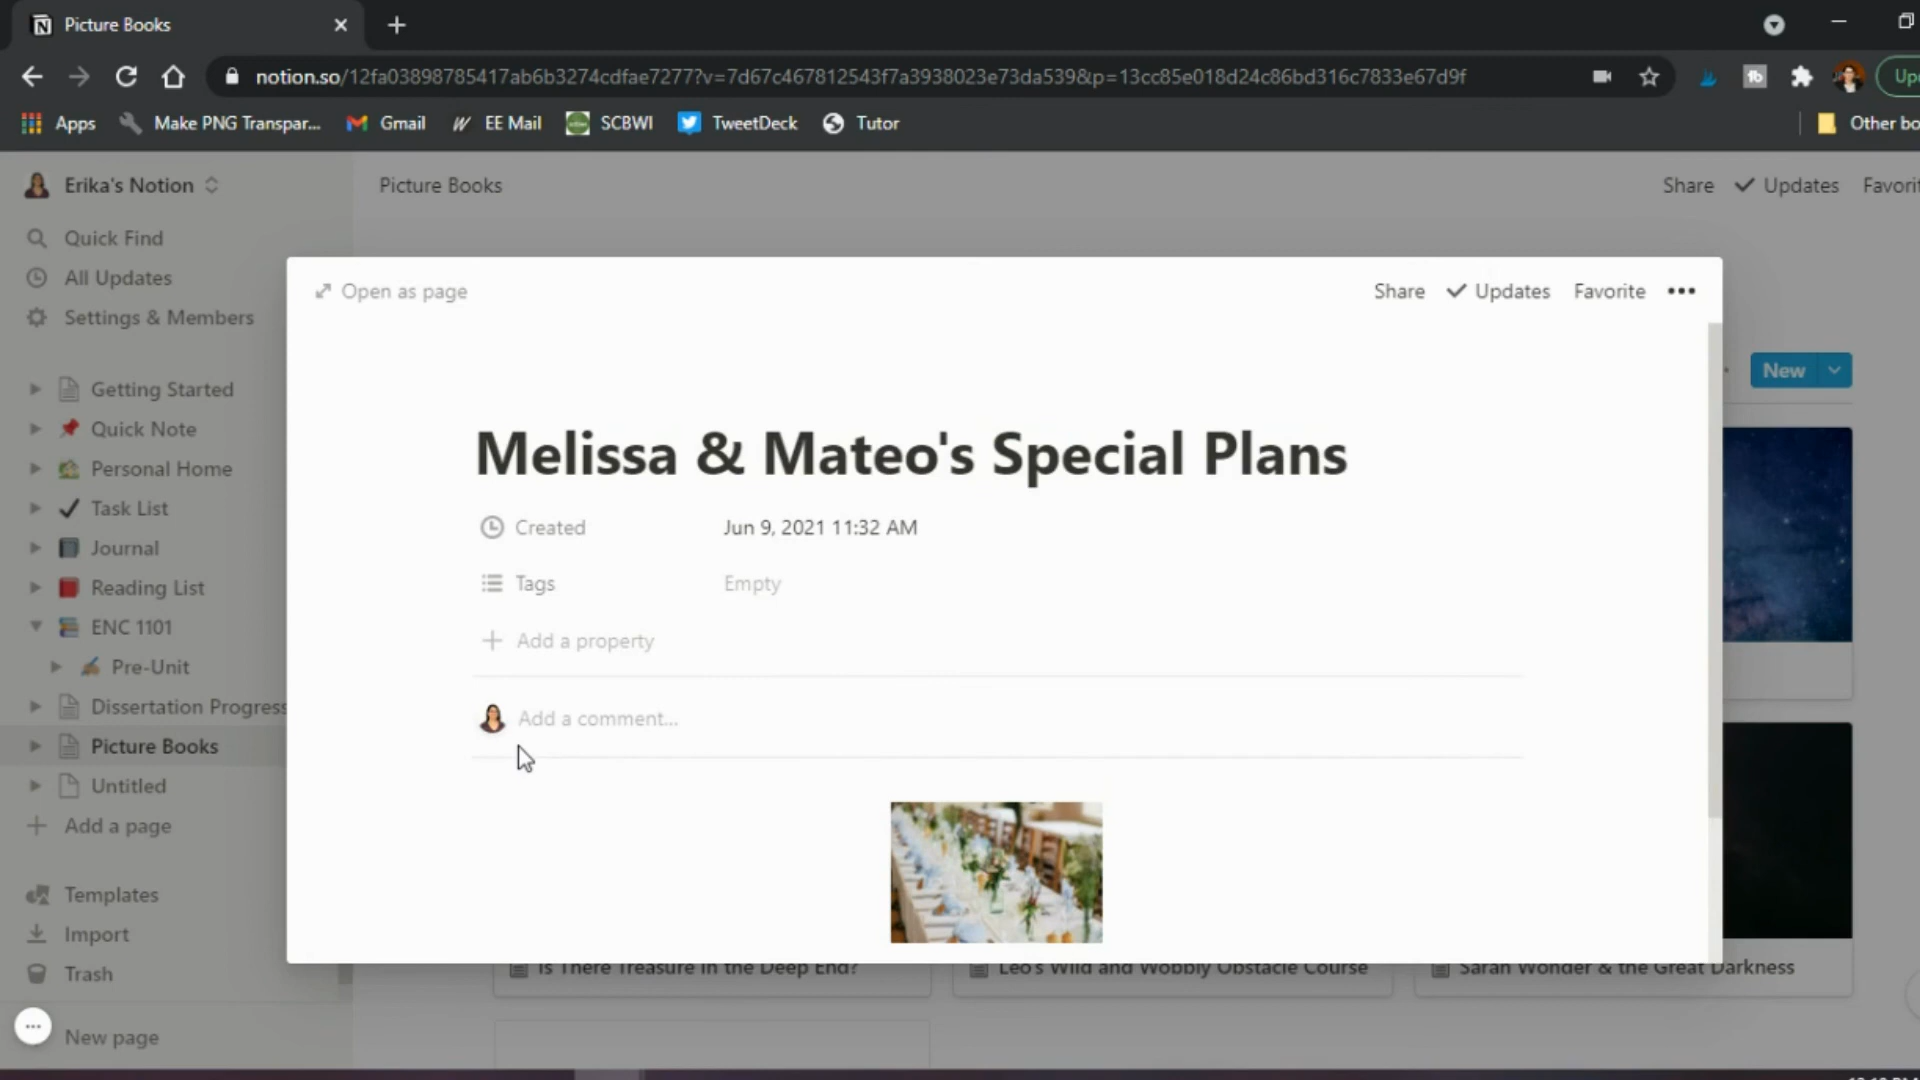 Picture Books
notion.so/12fa03898785417ab6b3274cdfae7277?v=7d67c467812543f7a3938023e73da539&p=13cc85e018d24c86bd316c7833e67d9f
Apps Make PNG Transpar... Gmail EE Mail SCBWI TweetDeck Tutor Other bo
Erika's Notion Picture Books Share Updates Favorit
Quick Find
All Updates
Settings & Members
Getting Started
Quick Note
Personal Home
Task List
Journal
Reading List
ENC 1101
Pre-Unit
Dissertation Progress
Picture Books
Untitled
Add a page
Templates
Import
Trash
New page
Open as page Share Updates Favorite
New
Melissa & Mateo's Special Plans
Created Jun 9, 2021 11:32 AM
Tags Empty
Add a property
Add a comment...
Is There Treasure in the Deep End? Leo's Wild and Wobbly Obstacle Course Sarah Wonder & the Great Darkness